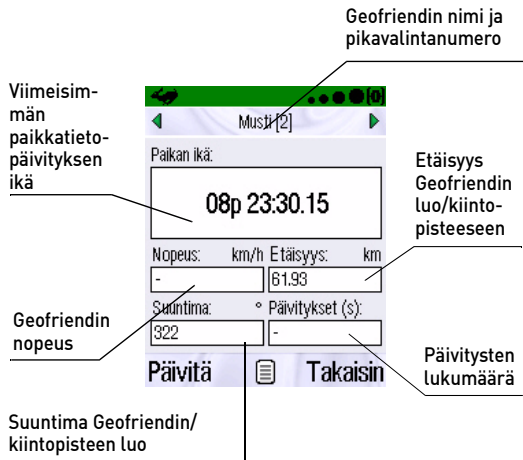 Geofriendin nimi ja
pikavalintanumero
Viimeisim-
män
paikkatieto-
päivityksen
ikä
(0)
Musti [2]
Paikan ikä:
08p 23:30.15
Nopeus: km/h Etäisyys: km
- 61.93
Suuntima: ° Päivitykset (s):
322 -
Päivitä Takaisin
Etäisyys
Geofriendin
luo/kiinto-
pisteeseen
Geofriendin
nopeus
Päivitysten
lukumäärä
Suuntima Geofriendin/
kiintopisteen luo